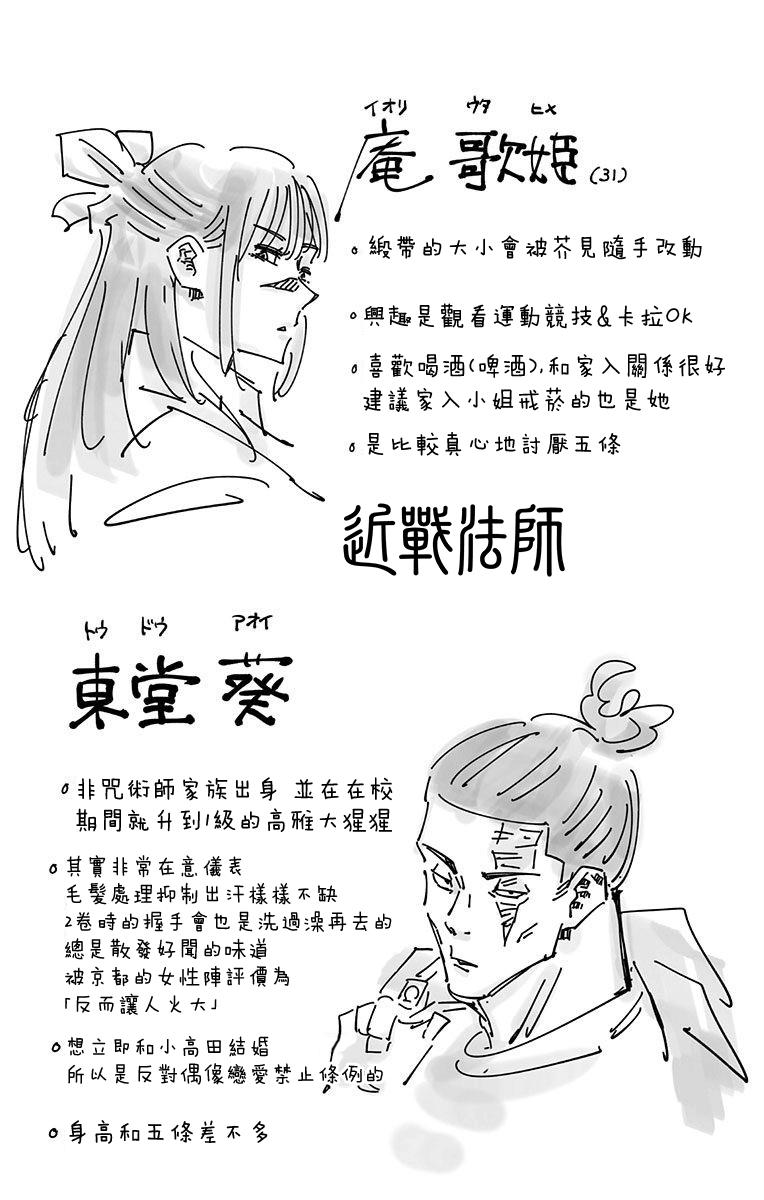 イオリ ウタ ヒメ
庵 歌姫(31)
。緞帶的大小會被芥見隨手改動
。興趣是觀看運動競技&卡拉OK
。喜歡喝酒(啤酒),和家入關係很好
建議家入小姐戒菸的也是她
。是比較真心地討厭五條
近戰法師
トウ ドウ アオイ
東堂 葵
。非咒術師家族出身 並在在校
期間就升到1級的高雅大猩猩
。其實非常在意儀表
毛髮處理抑制出汗樣樣不缺
2卷時的握手會也是洗過澡再去的
總是散發好聞的味道
被京都的女性陣評價為
「反而讓人火大」
。想立即和小高田結婚
所以是反對偶像戀愛禁止條例的
。身高和五條差不多